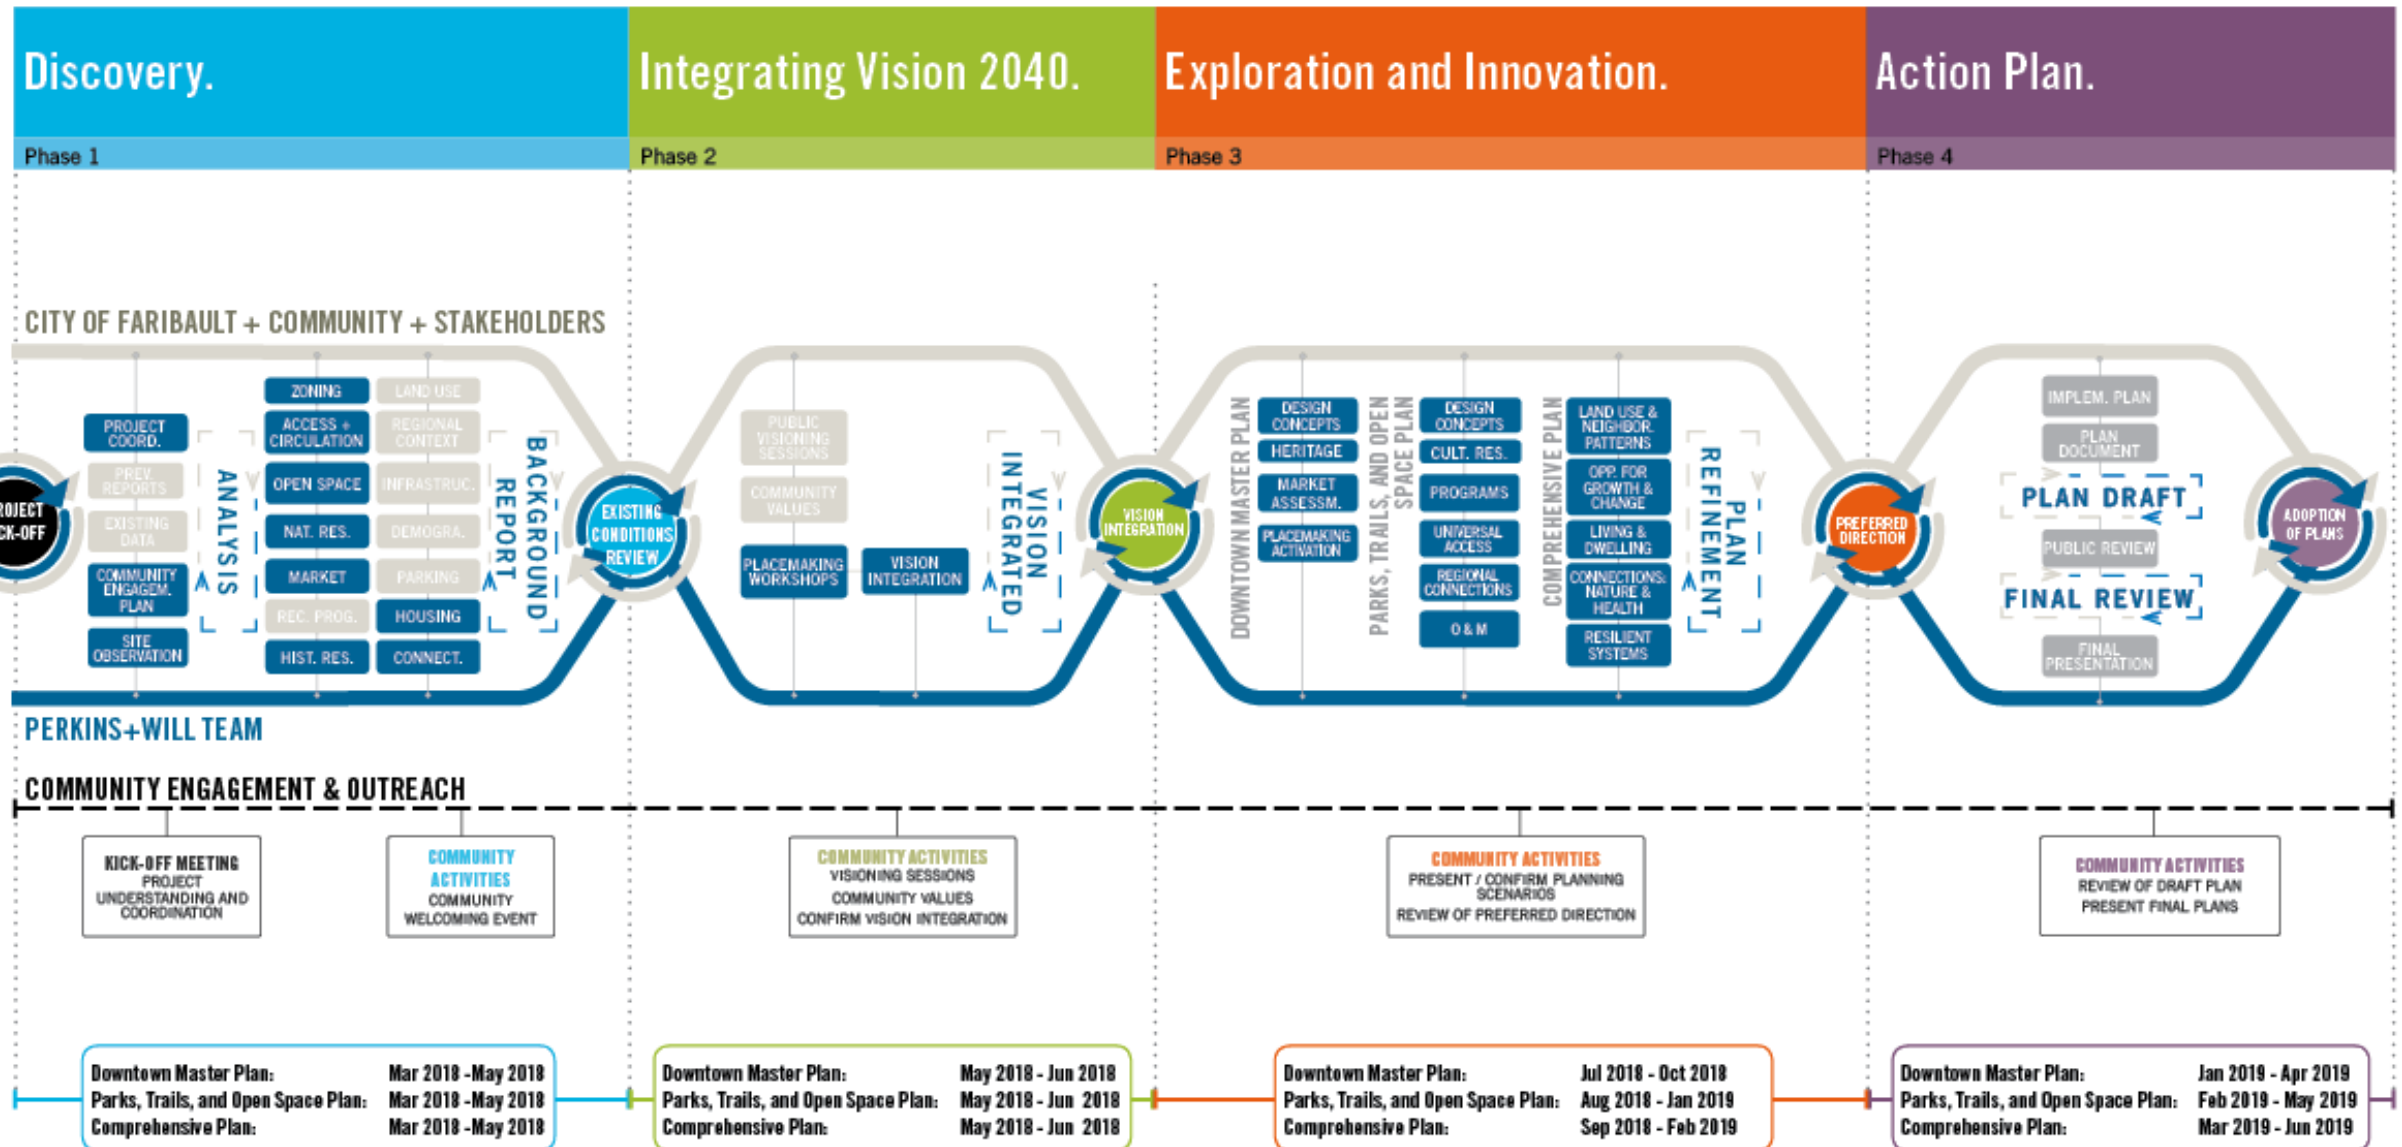 Discovery.
Integrating Vision 2040.
Exploration and Innovation.
Action Plan.
Phase 1
Phase 2
Phase 3
Phase 4
CITY OF FARIBAULT + COMMUNITY + STAKEHOLDERS
ROJECT
CK-OFF
PROJECT
COORD.
PREV.
REPORTS
EXISTING
DATA
COMMUNITY
ENGAGEM.
PLAN
SITE
OBSERVATION
ANALYSIS
ZONING
ACCESS +
CIRCULATION
OPEN SPACE
NAT. RES.
MARKET
REC. PROG.
HIST. RES.
LAND USE
REGIONAL
CONTEXT
INFRASTRUC.
DEMOGRA.
PARKING
HOUSING
CONNECT.
BACKGROUND
REPORT
EXISTING
CONDITIONS
REVIEW
PUBLIC
VISIONING
SESSIONS
COMMUNITY
VALUES
PLACEMAKING
WORKSHOPS
VISION
INTEGRATION
VISION
INTEGRATED
VISION
INTEGRATION
DOWNTOWN MASTER PLAN
DESIGN
CONCEPTS
HERITAGE
MARKET
ASSESSM.
PLACEMAKING
ACTIVATION
PARKS, TRAILS, AND OPEN
SPACE PLAN
DESIGN
CONCEPTS
CULT. RES.
PROGRAMS
UNIVERSAL
ACCESS
REGIONAL
CONNECTIONS
O & M
COMPREHENSIVE PLAN
LAND USE &
NEIGHBOR.
PATTERNS
OPP. FOR
GROWTH &
CHANGE
LIVING &
DWELLING
CONNECTIONS:
NATURE &
HEALTH
RESILIENT
SYSTEMS
PLAN
REFINEMENT
PREFERRED
DIRECTION
IMPLEM. PLAN
PLAN
DOCUMENT
PLAN DRAFT
PUBLIC REVIEW
FINAL REVIEW
FINAL
PRESENTATION
ADOPTION
OF PLANS
PERKINS+WILL TEAM
COMMUNITY ENGAGEMENT & OUTREACH
KICK-OFF MEETING
PROJECT
UNDERSTANDING AND
COORDINATION
COMMUNITY
ACTIVITIES
COMMUNITY
WELCOMING EVENT
COMMUNITY ACTIVITIES
VISIONING SESSIONS
COMMUNITY VALUES
CONFIRM VISION INTEGRATION
COMMUNITY ACTIVITIES
PRESENT / CONFIRM PLANNING
SCENARIOS
REVIEW OF PREFERRED DIRECTION
COMMUNITY ACTIVITIES
REVIEW OF DRAFT PLAN
PRESENT FINAL PLANS
Downtown Master Plan: Mar 2018 -May 2018
Parks, Trails, and Open Space Plan: Mar 2018 -May 2018
Comprehensive Plan: Mar 2018 -May 2018
Downtown Master Plan: May 2018 - Jun 2018
Parks, Trails, and Open Space Plan: May 2018 - Jun 2018
Comprehensive Plan: May 2018 - Jun 2018
Downtown Master Plan: Jul 2018 - Oct 2018
Parks, Trails, and Open Space Plan: Aug 2018 - Jan 2019
Comprehensive Plan: Sep 2018 - Feb 2019
Downtown Master Plan: Jan 2019 - Apr 2019
Parks, Trails, and Open Space Plan: Feb 2019 - May 2019
Comprehensive Plan: Mar 2019 - Jun 2019